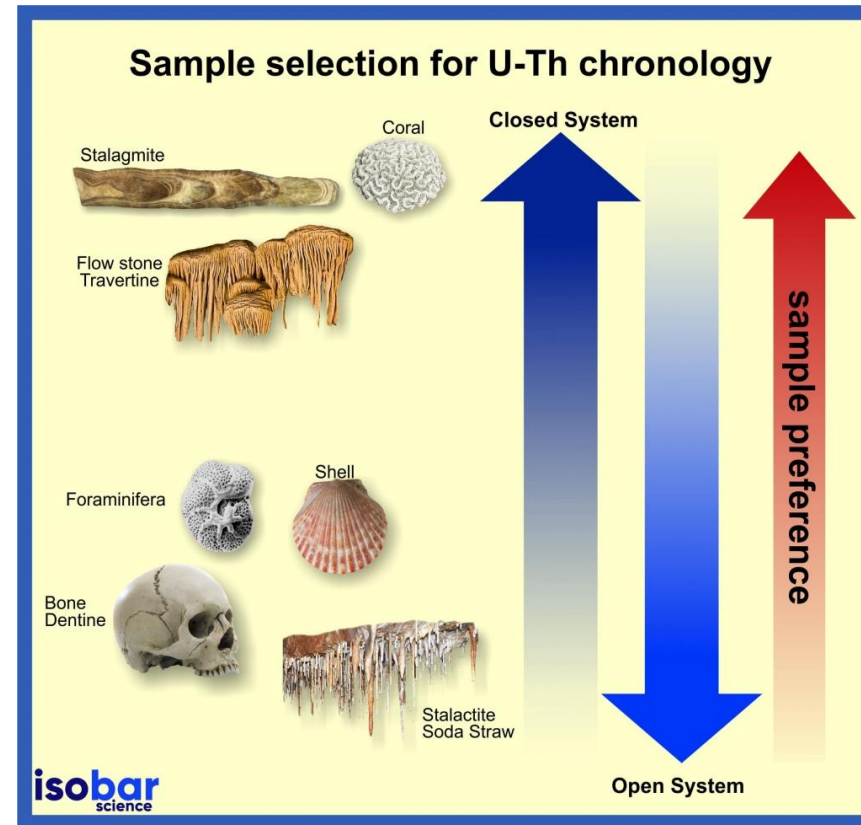 Sample selection for U-Th chronology
Closed System
Coral
Stalagmite
Flow stone
Travertine
sample preference
Shell
Foraminifera
Bone
Dentine
Stalactite
Soda Straw
Open System
isobar
science